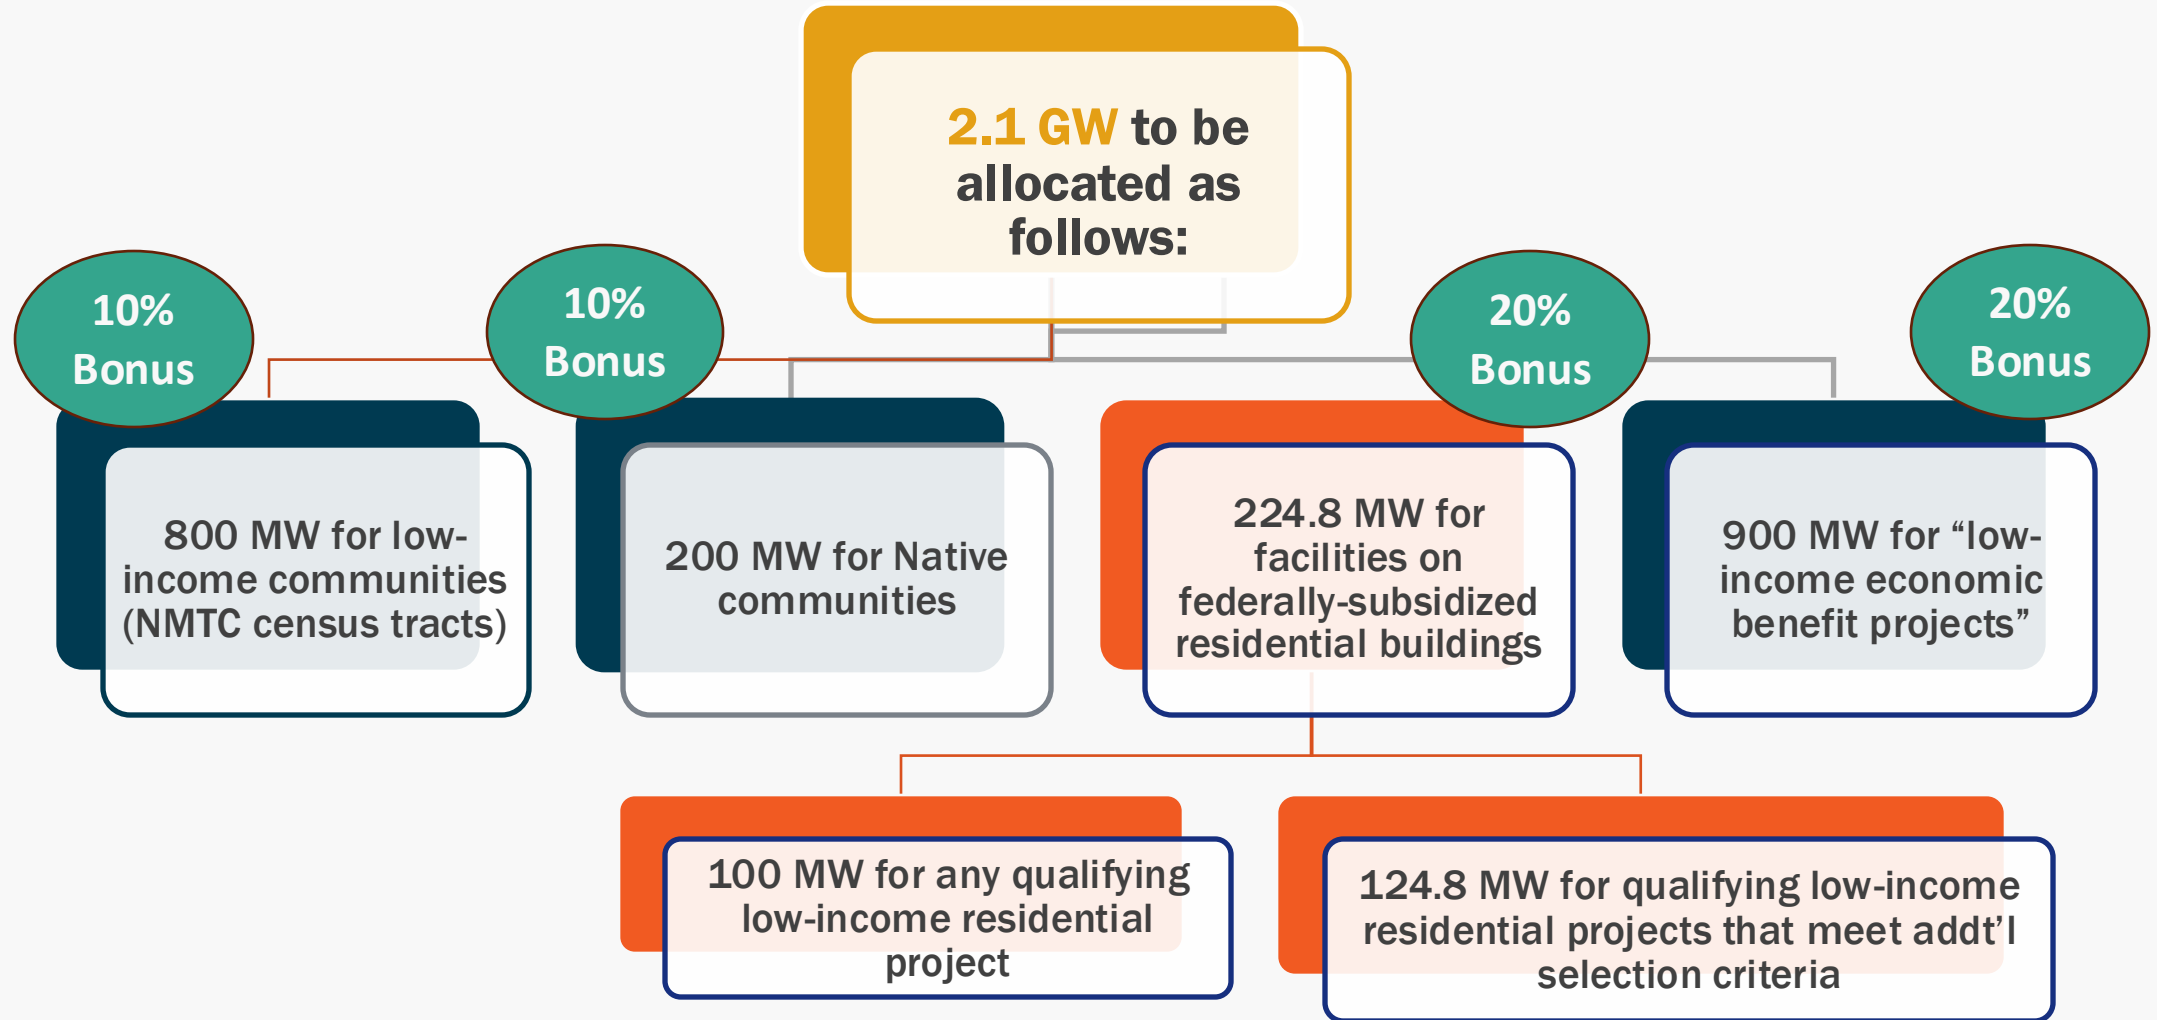 2.1 GW to be
allocated as
follows:
10%
Bonus
10%
Bonus
20%
Bonus
20%
Bonus
800 MW for low-
income communities
(NMTC census tracts)
200 MW for Native
communities
224.8 MW for
facilities on
federally-subsidized
residential buildings
900 MW for “low-
income economic
benefit projects”
100 MW for any qualifying
low-income residential
project
124.8 MW for qualifying low-income
residential projects that meet addt’l
selection criteria